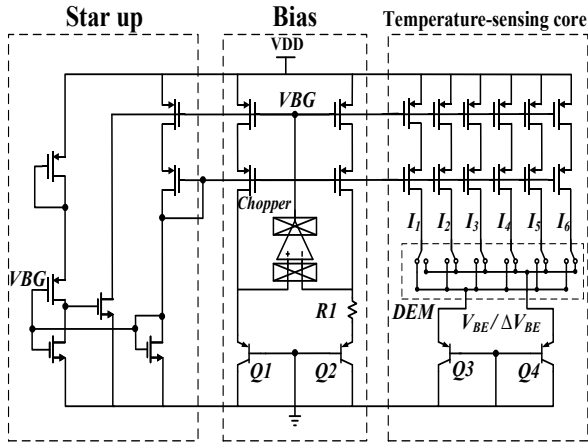 Star up
Bias
Temperature-sensing core
VDD
VBG
Chopper
+ -
I1 I2 I3 I4 I5 I6
VBG
R1
DEM
VBE/ΔVBE
Q1
Q2
Q3
Q4